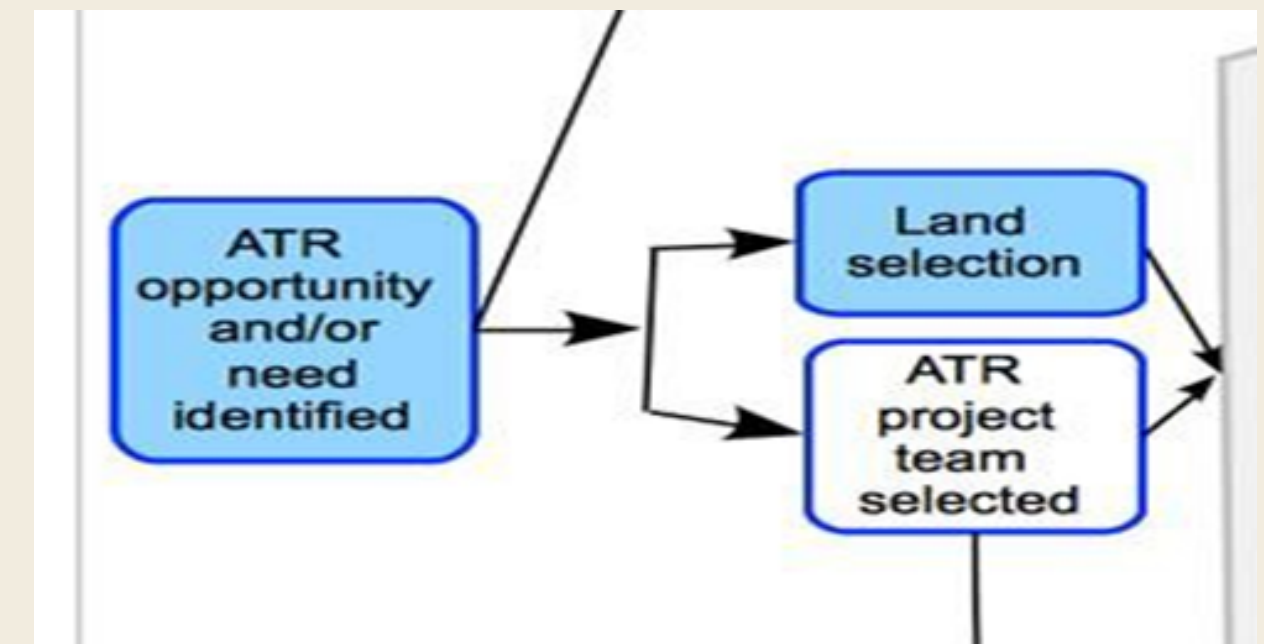 ATR
opportunity
and/or
need
identified
Land
selection
ATR
project
team
selected